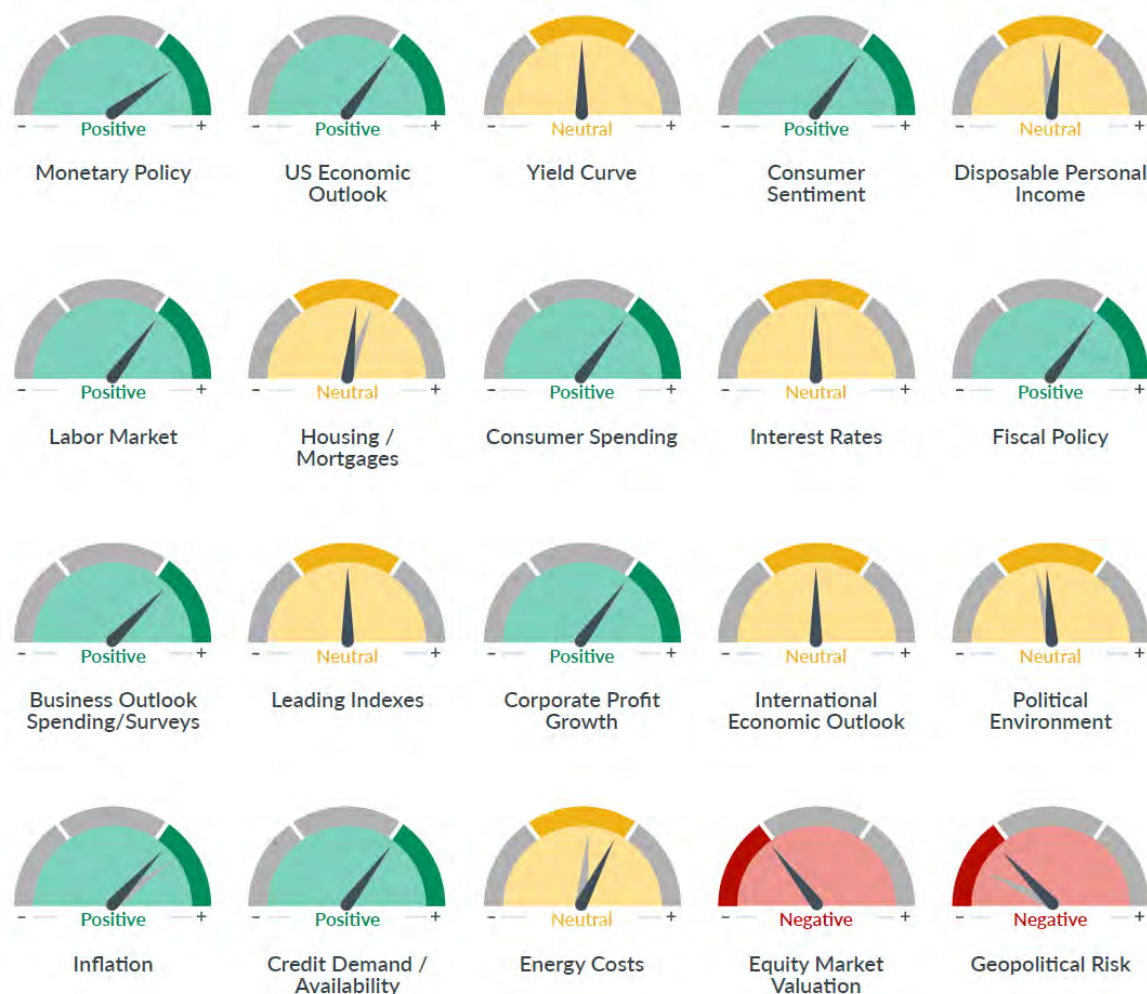 - Positive +
Monetary Policy
- Positive +
US Economic
Outlook
- Neutral +
Yield Curve
- Positive +
Consumer
Sentiment
- Neutral +
Disposable Personal
Income
- Positive +
Labor Market
- Neutral +
Housing /
Mortgages
- Positive +
Consumer Spending
- Neutral +
Interest Rates
- Positive +
Fiscal Policy
- Positive +
Business Outlook
Spending/Surveys
- Neutral +
Leading Indexes
- Positive +
Corporate Profit
Growth
- Neutral +
International
Economic Outlook
- Neutral +
Political
Environment
- Positive +
Inflation
- Positive +
Credit Demand /
Availability
- Neutral +
Energy Costs
- Negative +
Equity Market
Valuation
- Negative +
Geopolitical Risk